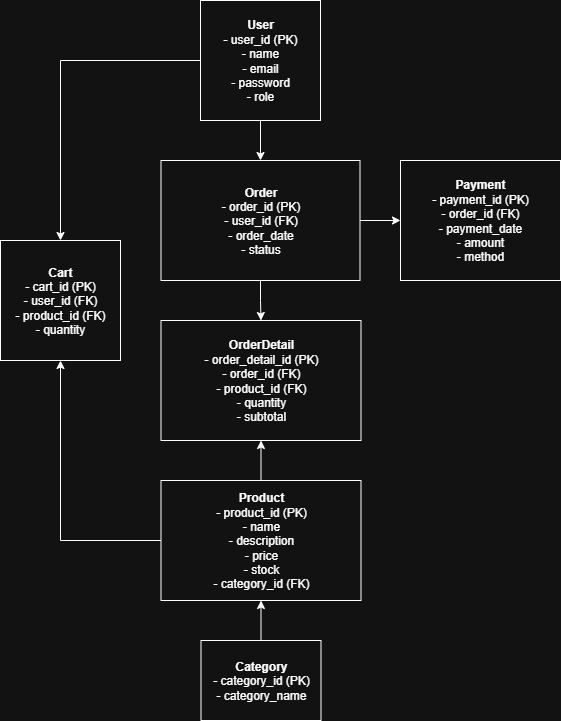 User
- user_id (PK)
- name
- email
- password
- role
Order
- order_id (PK)
- user_id (FK)
- order_date
- status
Payment
- payment_id (PK)
- order_id (FK)
- payment_date
- amount
- method
Cart
- cart_id (PK)
- user_id (FK)
- product_id (FK)
- quantity
OrderDetail
- order_detail_id (PK)
- order_id (FK)
- product_id (FK)
- quantity
- subtotal
Product
- product_id (PK)
- name
- description
- price
- stock
- category_id (FK)
Category
- category_id (PK)
- category_name